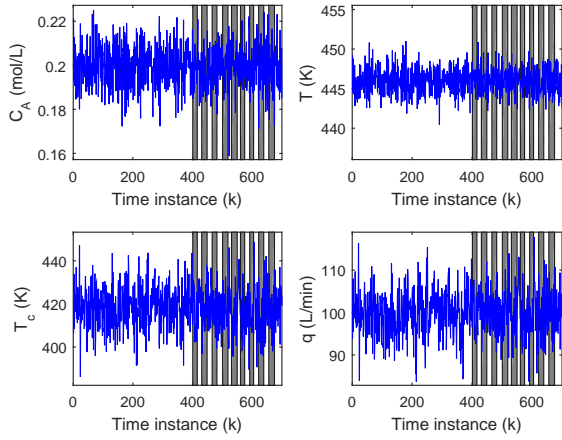 0.22
0.2
0.18
0.16
C_A (mol/L)
0 200 400 600
Time instance (k)
455
450
445
440
T (K)
0 200 400 600
Time instance (k)
440
420
400
T_c (K)
0 200 400 600
Time instance (k)
110
100
90
q (L/min)
0 200 400 600
Time instance (k)